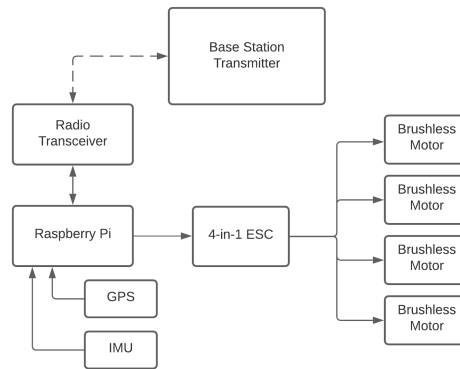 Base Station
Transmitter
Radio
Transceiver
Raspberry Pi
GPS
IMU
4-in-1 ESC
Brushless
Motor
Brushless
Motor
Brushless
Motor
Brushless
Motor